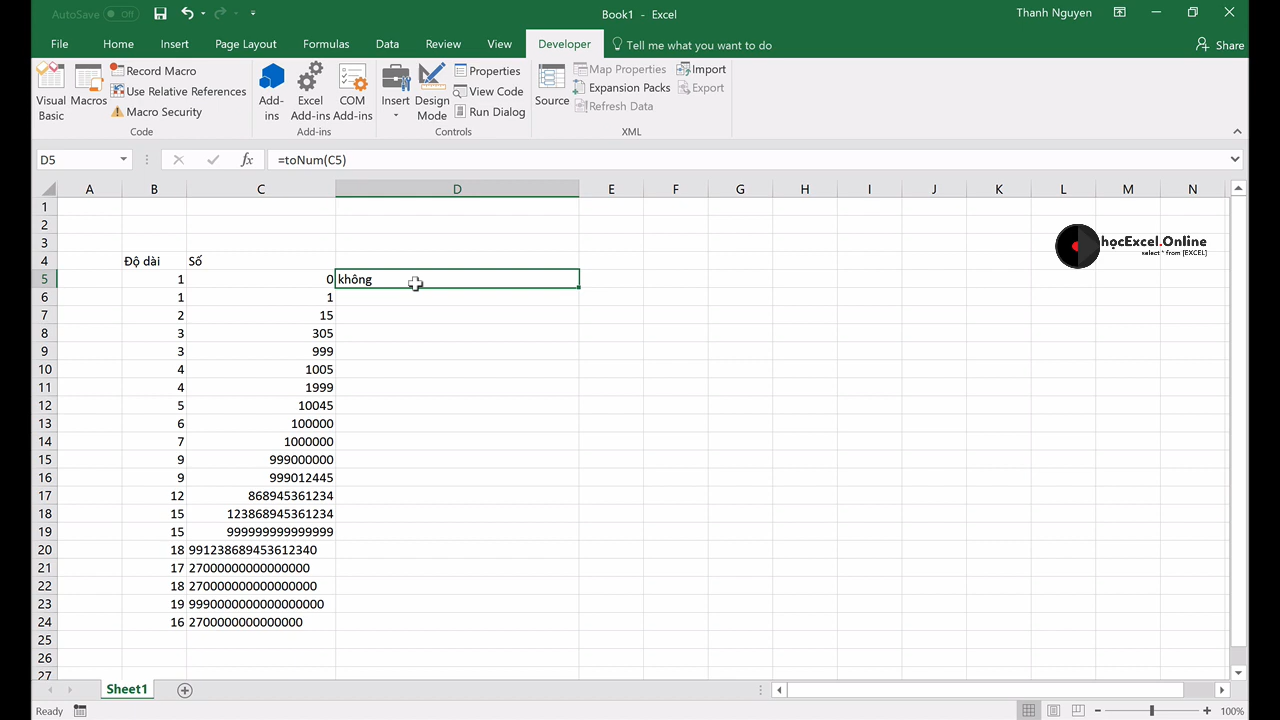 AutoSave Off
Book1 - Excel
Thanh Nguyen
File Home Insert Page Layout Formulas Data Review View Developer Tell me what you want to do Share
Visual Basic
Macros
Record Macro
Use Relative References
Macro Security
Code
Add-ins
Excel Add-ins
COM Add-ins
Add-ins
Insert
Design Mode
Properties
View Code
Run Dialog
Controls
Source
Map Properties
Expansion Packs
Refresh Data
Import
Export
XML
D5 fx =toNum(C5)
A B C D E F G H I J K L M N
1
2
3
học Excel.Online
select * from [EXCEL]
4 Độ dài Số
5 1 0 không
6 1 1
7 2 15
8 3 305
9 3 999
10 4 1005
11 4 1999
12 5 10045
13 6 100000
14 7 1000000
15 9 999000000
16 9 999012445
17 12 868945361234
18 15 123868945361234
19 15 999999999999999
20 18 991238689453612340
21 17 27000000000000000
22 18 270000000000000000
23 19 9990000000000000000
24 16 2700000000000000
25
26
27
Sheet1
Ready
100%